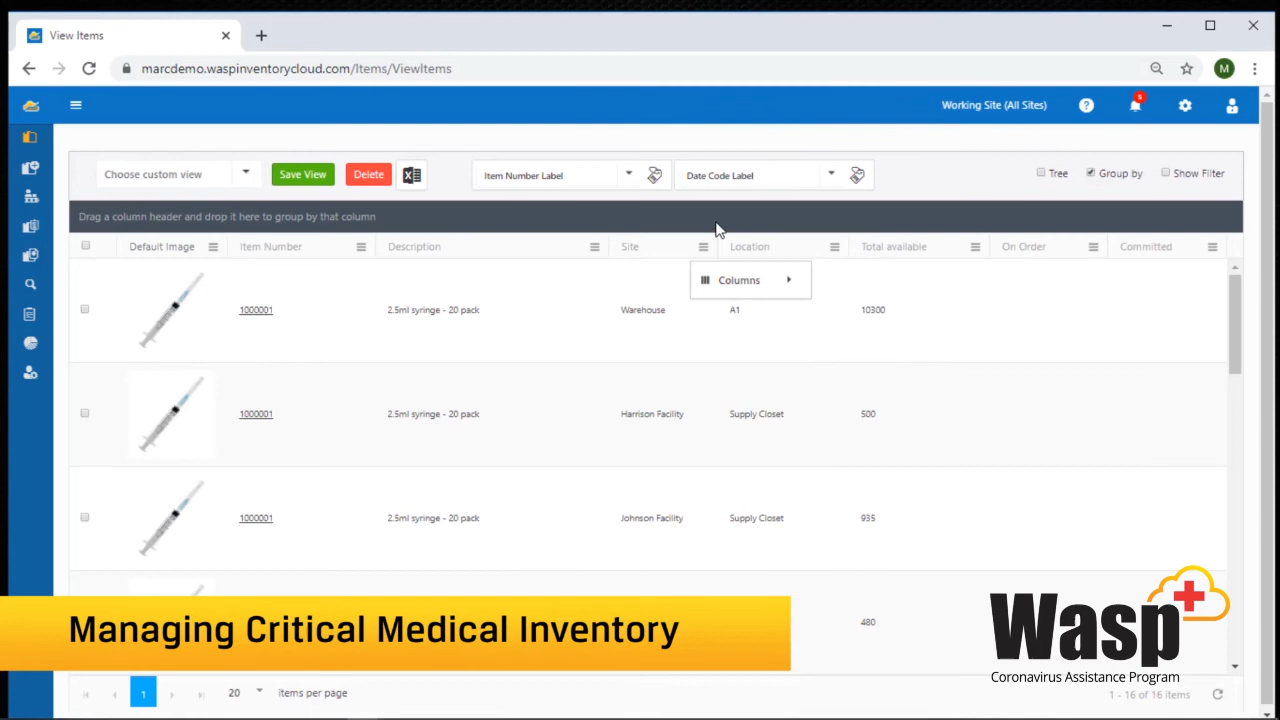 View Items
marcdemo.waspinventorycloud.com/Items/ViewItems
M
Working Site (All Sites)
5
Choose custom view
Save View
Delete
Item Number Label
Date Code Label
Tree
Group by
Show Filter
Drag a column header and drop it here to group by that column
Default Image
Item Number
Description
Site
Location
Total available
On Order
Committed
Columns
1000001
2.5ml syringe - 20 pack
Warehouse
A1
10300
1000001
2.5ml syringe - 20 pack
Harrison Facility
Supply Closet
500
1000001
2.5ml syringe - 20 pack
Johnson Facility
Supply Closet
935
480
Managing Critical Medical Inventory
Wasp
Coronavirus Assistance Program
1
20
items per page
1 - 16 of 16 items